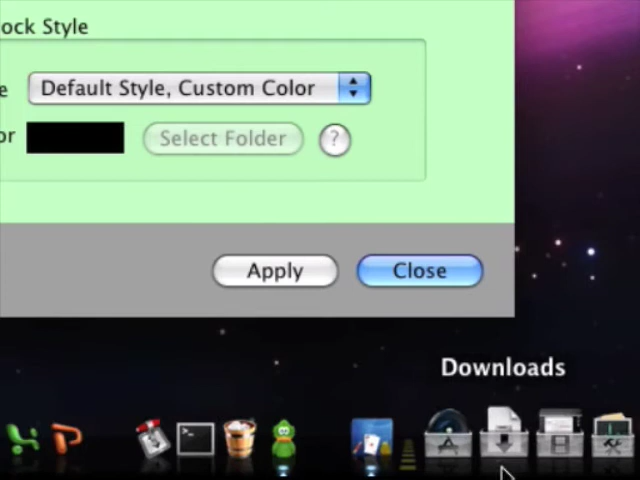 ock Style
e
Default Style, Custom Color
or
Select Folder
?
Apply
Close
Downloads